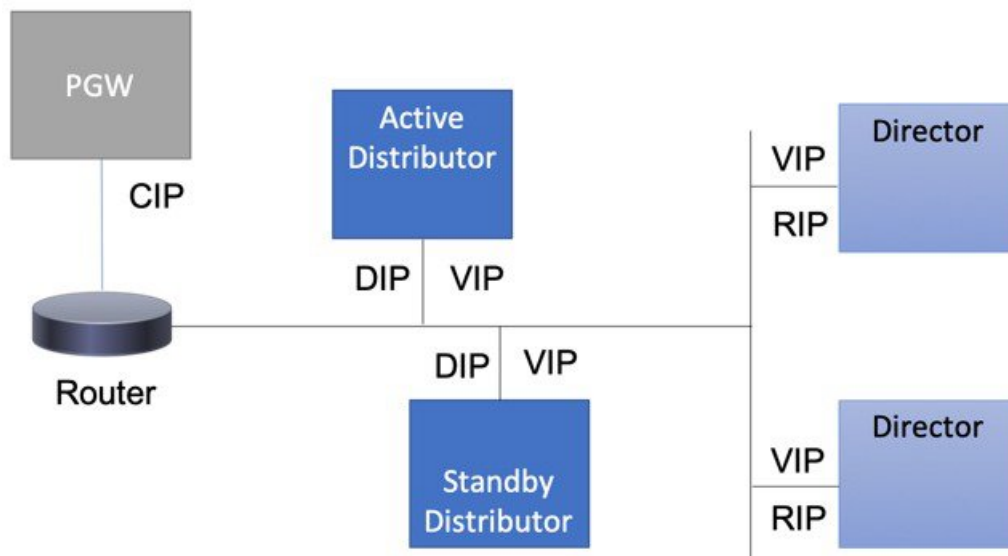 PGW
CIP
Router
Active
Distributor
DIP VIP
DIP VIP
Standby
Distributor
Director
VIP
RIP
Director
VIP
RIP